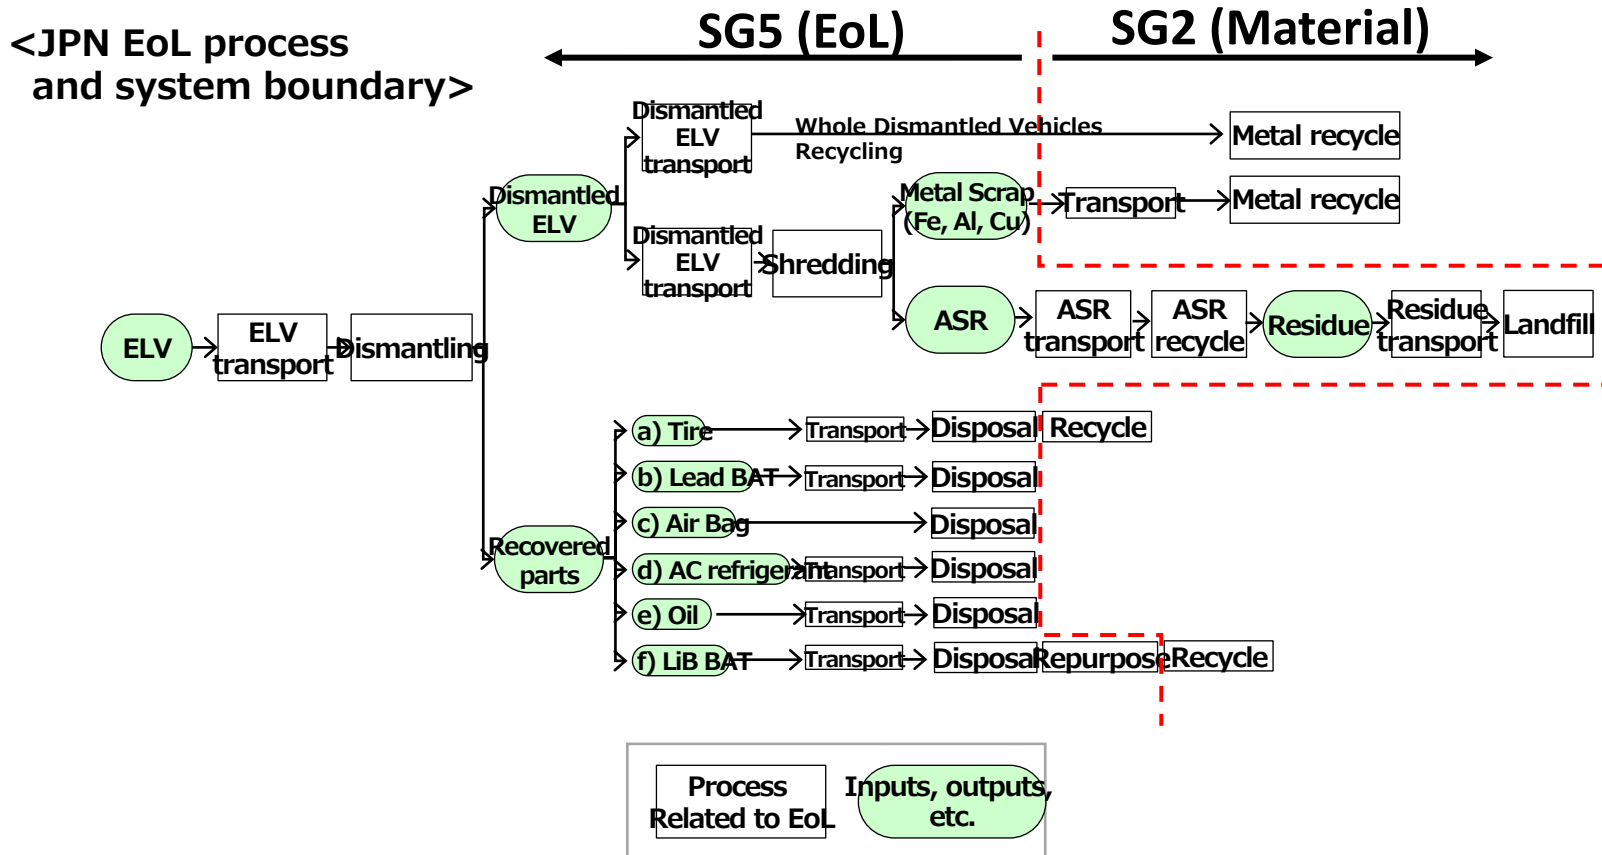 <JPN EoL process
and system boundary>
SG5 (EoL)
SG2 (Material)
Dismantled
ELV
transport
Whole Dismantled Vehicles
Recycling
Metal recycle
Dismantled
ELV
Metal Scrap
(Fe, Al, Cu)
Transport
Metal recycle
Dismantled
ELV
transport
Shredding
ELV
ELV
transport
Dismantling
ASR
ASR
transport
ASR
recycle
Residue
Residue
transport
Landfill
Recovered
parts
a) Tire
Transport
Disposal
Recycle
b) Lead BAT
Transport
Disposal
c) Air Bag
Disposal
d) AC refrigerant
Transport
Disposal
e) Oil
Transport
Disposal
f) LiB BAT
Transport
Disposal
Repurpose
Recycle
Process
Related to EoL
Inputs, outputs,
etc.